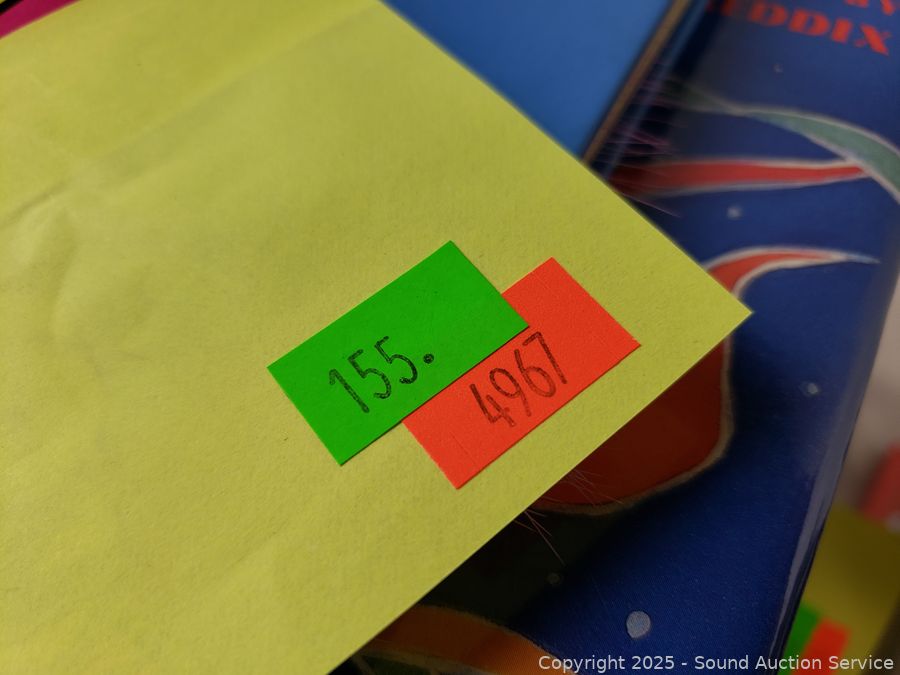 EDDIX
155.
4967
Copyright 2025 - Sound Auction Service